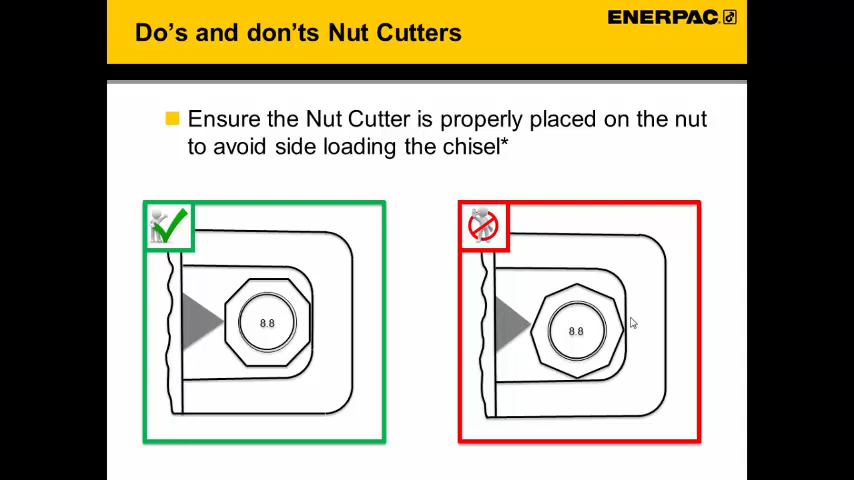 Do's and don'ts Nut Cutters
ENERPAC
Ensure the Nut Cutter is properly placed on the nut
to avoid side loading the chisel*
8.8
8.8